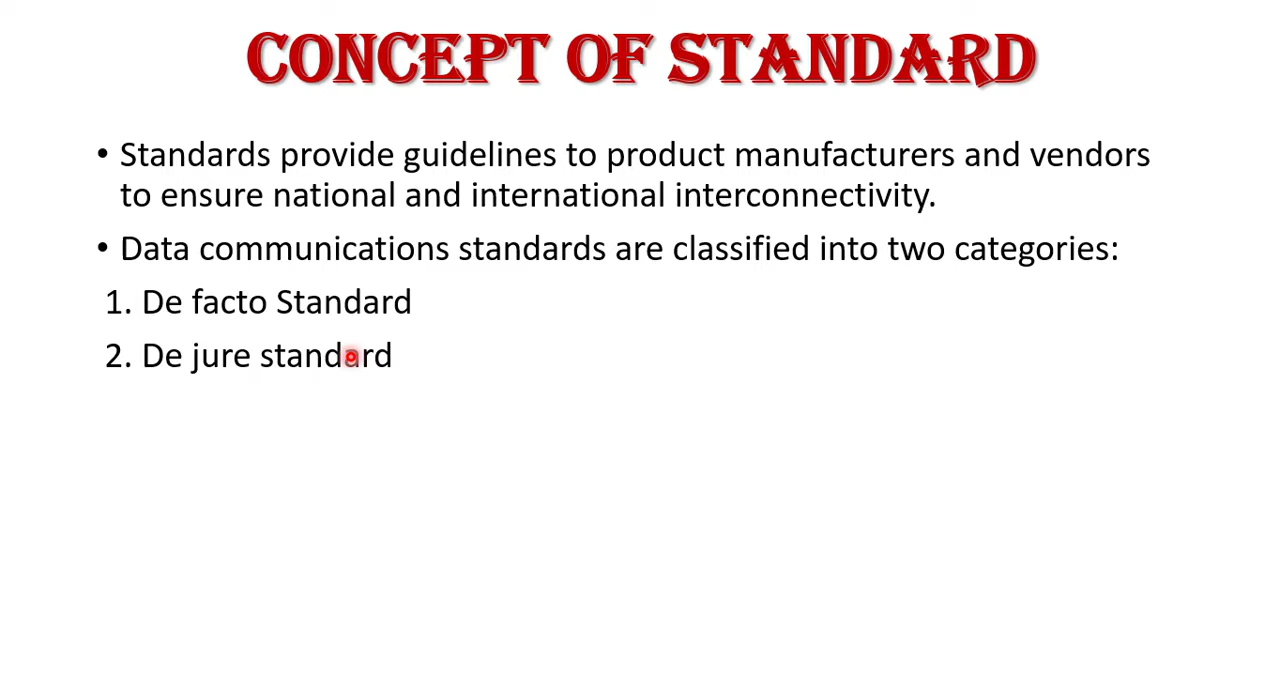 CONCEPT OF STANDARD
• Standards provide guidelines to product manufacturers and vendors
to ensure national and international interconnectivity.
• Data communications standards are classified into two categories:
1. De facto Standard
2. De jure standard